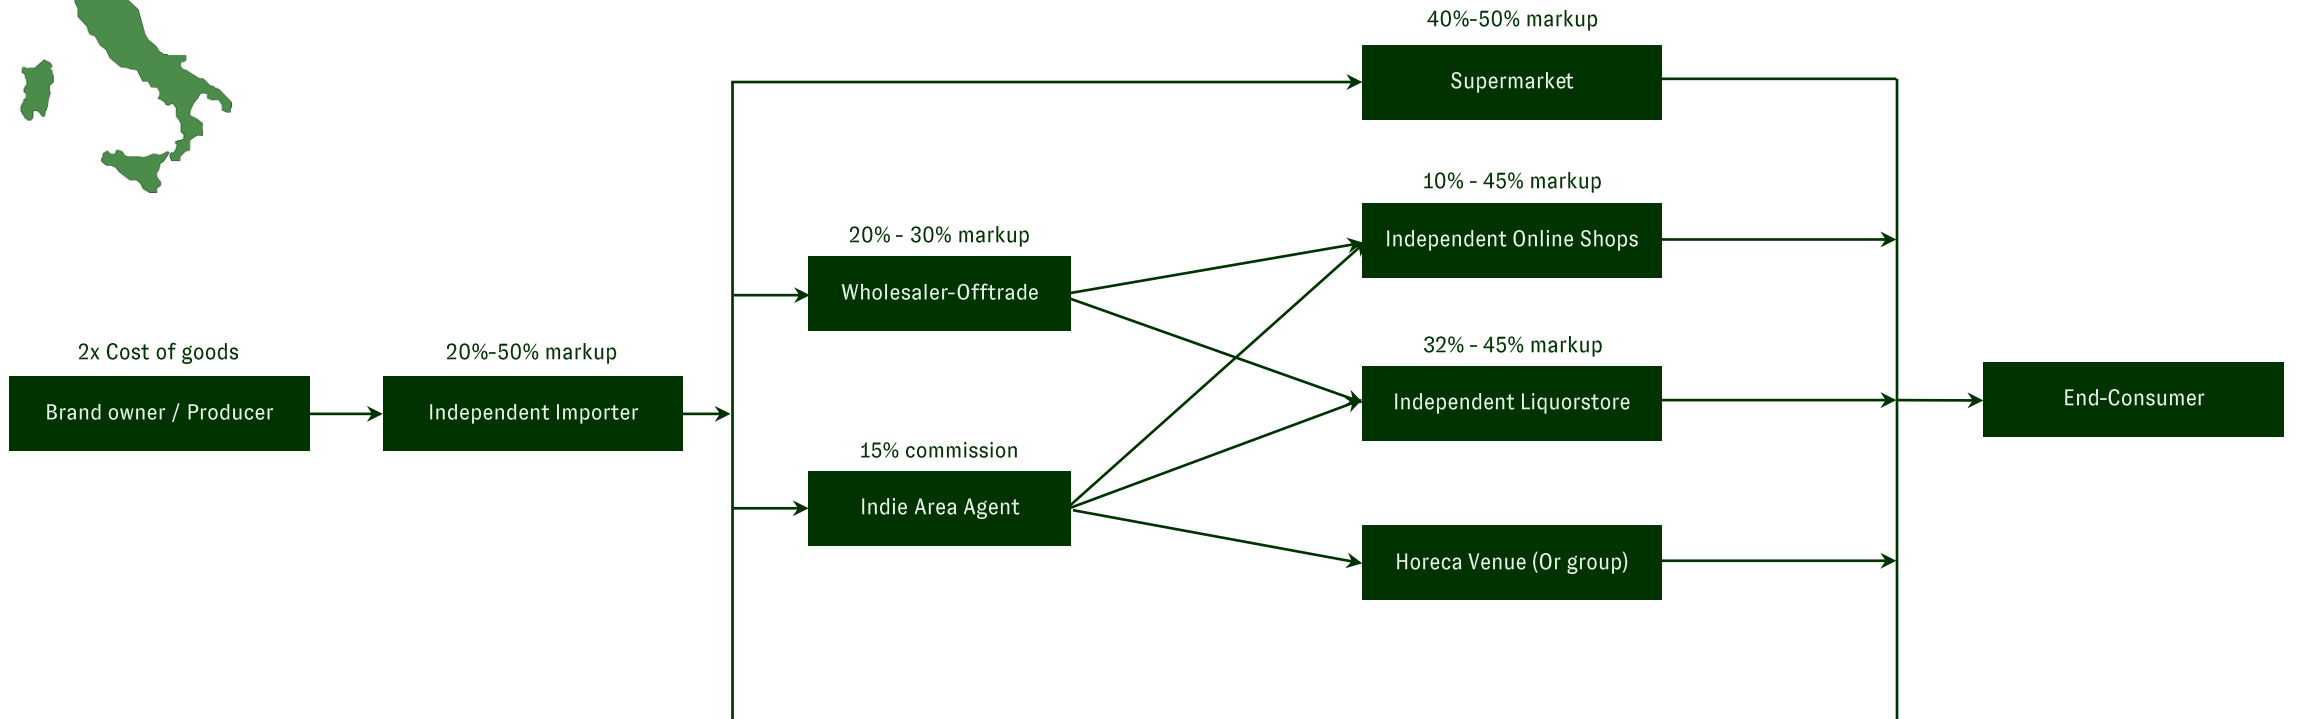 40%-50% markup
Supermarket
10% - 45% markup
Independent Online Shops
20% - 30% markup
Wholesaler-Offtrade
2x Cost of goods
Brand owner / Producer
20%-50% markup
Independent Importer
32% - 45% markup
Independent Liquorstore
End-Consumer
15% commission
Indie Area Agent
Horeca Venue (Or group)